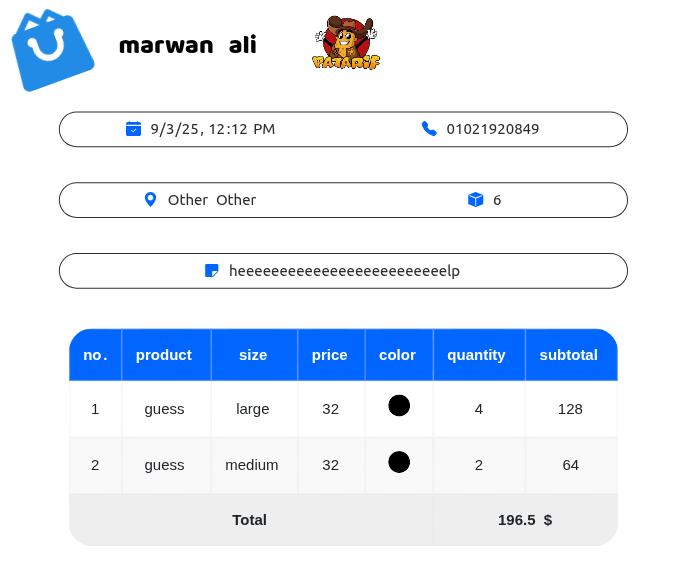 marwan ali
PATARIF
9/3/25, 12:12 PM 01021920849
Other Other 6
heeeeeeeeeeeeeeeeeeeeeeeeelp
no. product size price color quantity subtotal
1 guess large 32 4 128
2 guess medium 32 2 64
Total 196.5 $